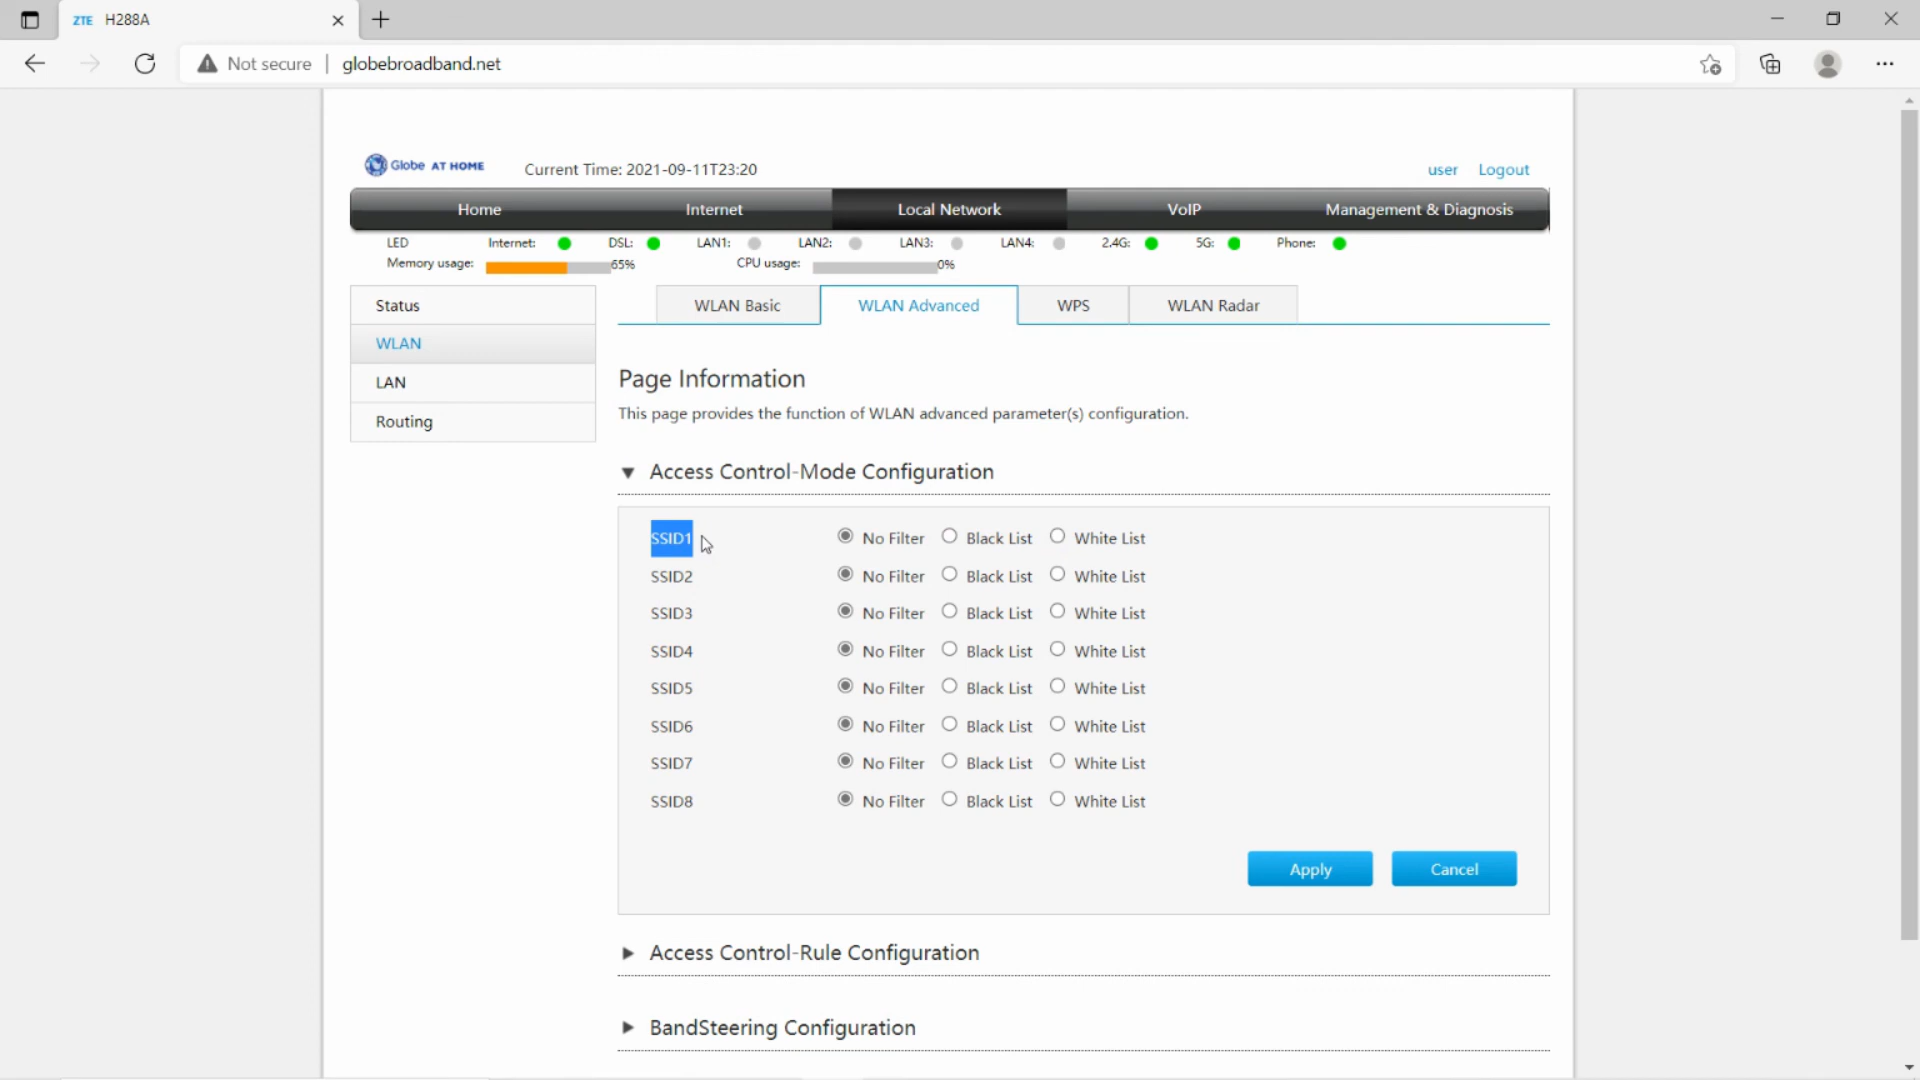 ZTE H288A
Not secure globebroadband.net
Globe AT HOME Current Time: 2021-09-11T23:20 user Logout
Home Internet Local Network VoIP Management & Diagnosis
LED Internet: DSL: LAN1: LAN2: LAN3: LAN4: 2.4G: 5G: Phone:
Memory usage: 65% CPU usage: 0%
Status
WLAN
LAN
Routing
WLAN Basic WLAN Advanced WPS WLAN Radar
Page Information
This page provides the function of WLAN advanced parameter(s) configuration.
Access Control-Mode Configuration
SSID1 No Filter Black List White List
SSID2 No Filter Black List White List
SSID3 No Filter Black List White List
SSID4 No Filter Black List White List
SSID5 No Filter Black List White List
SSID6 No Filter Black List White List
SSID7 No Filter Black List White List
SSID8 No Filter Black List White List
Apply Cancel
Access Control-Rule Configuration
BandSteering Configuration